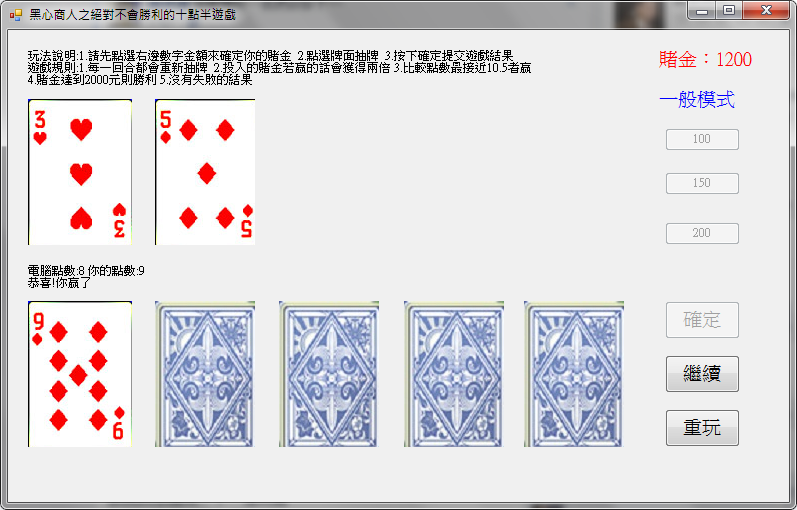 黑心商人之絕對不會勝利的十點半遊戲
玩法說明:1.請先點選右邊數字金額來確定你的賭金 2.點選牌面抽牌 3.按下確定提交遊戲結果
遊戲規則:1.每一回合都會重新抽牌 2.投入的賭金若贏的話會獲得兩倍 3.比較點數最接近10.5者贏
4.賭金達到2000元則勝利 5.沒有失敗的結果
賭金：1200
一般模式
100
150
200
3
3
5
5
電腦點數:8 你的點數:9
恭喜!你贏了
9
9
確定
繼續
重玩